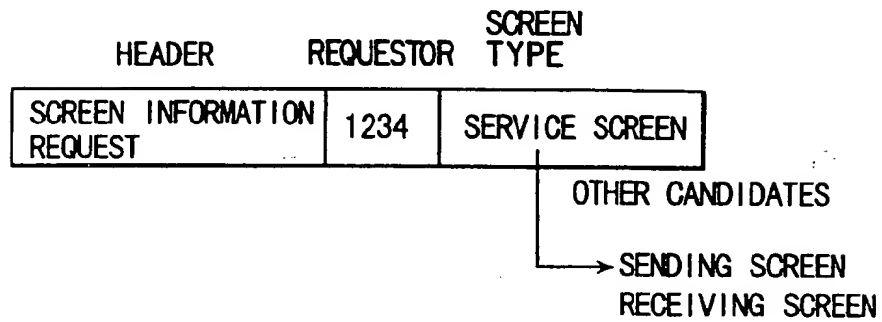 HEADER REQUESTOR SCREEN TYPE
SCREEN INFORMATION REQUEST
1234
SERVICE SCREEN
OTHER CANDIDATES
SENDING SCREEN
RECEIVING SCREEN